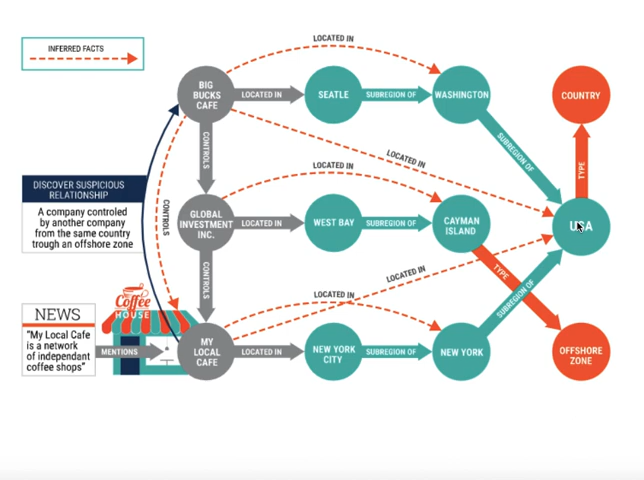 INFERRED FACTS
LOCATED IN
BIG
BUCKS
CAFE
LOCATED IN
SEATLE
SUBREGION OF
WASHINGTON
COUNTRY
CONTROLS
LOCATED IN
SUBREGION OF
TYPE
DISCOVER SUSPICIOUS
RELATIONSHIP
A company controled
by another company
from the same country
trough an offshore zone
CONTROLS
LOCATED IN
GLOBAL
INVESTMENT
INC.
LOCATED IN
WEST BAY
SUBREGION OF
CAYMAN
ISLAND
USA
CONTROLS
LOCATED IN
TYPE
SUBREGION OF
NEWS
"My Local Cafe
is a network
of independant
coffee shops"
MENTIONS
Coffee
HOUSE
LOCATED IN
MY
LOCAL
CAFE
LOCATED IN
NEW YORK
CITY
SUBREGION OF
NEW YORK
OFFSHORE
ZONE